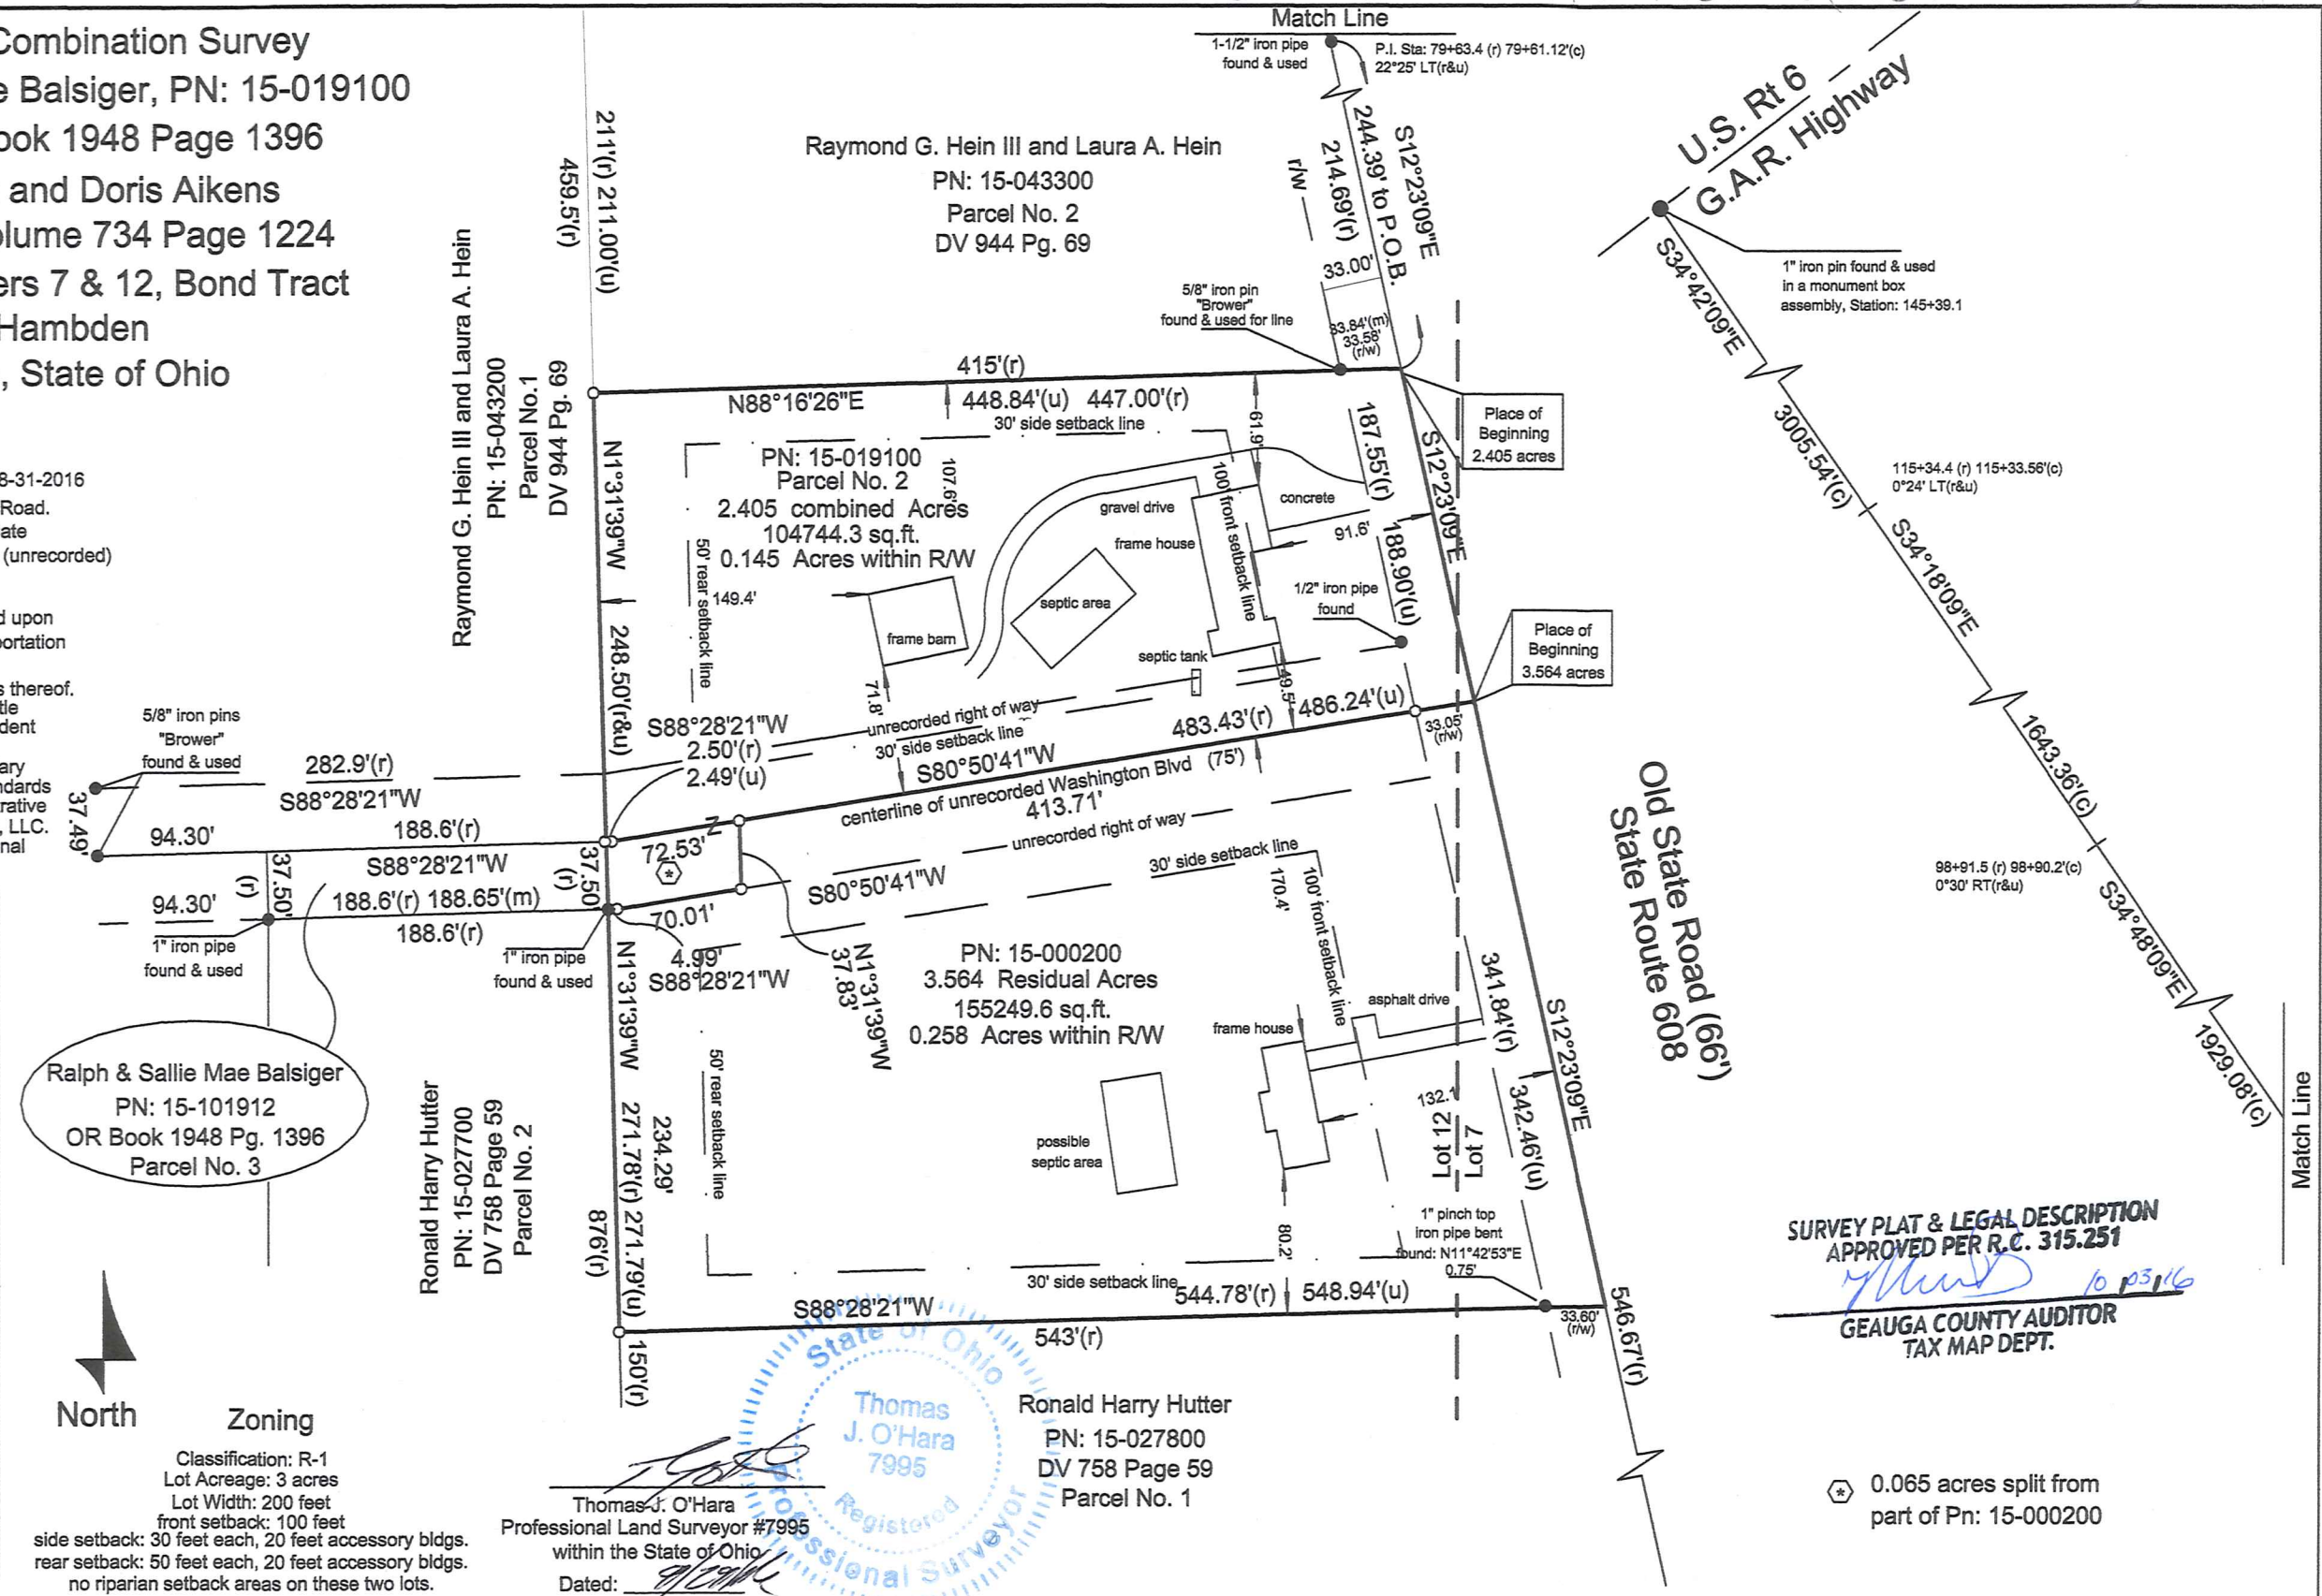 Combination Survey
e Balsiger, PN: 15-019100
ook 1948 Page 1396
and Doris Aikens
olume 734 Page 1224
ers 7 & 12, Bond Tract
Hambden
, State of Ohio
8-31-2016
Road.
ate
(unrecorded)
d upon
portation
s thereof.
tle
dent
ary
ndards
rative
, LLC.
nal
Match Line
1-1/2" iron pipe
found & used
P.I. Sta: 79+63.4 (r) 79+61.12'(c)
22°25' LT(r&u)
244.39' to P.O.B.
S12°23'09"E
214.69'(r)
r/w
33.00'
Raymond G. Hein III and Laura A. Hein
PN: 15-043300
Parcel No. 2
DV 944 Pg. 69
211'(r) 211.00'(u)
459.5'(r)
Raymond G. Hein III and Laura A. Hein
PN: 15-043200
Parcel No.1
DV 944 Pg. 69
5/8" iron pin
"Brower"
found & used for line
33.84'(m)
33.58'
(r/w)
U.S. Rt 6
G.A.R. Highway
1" iron pin found & used
in a monument box
assembly, Station: 145+39.1
S34°42'09"E
3005.54'(c)
115+34.4 (r) 115+33.56'(c)
0°24' LT(r&u)
S34°18'09"E
1643.36'(c)
98+91.5 (r) 98+90.2'(c)
0°30' RT(r&u)
S34°48'09"E
1929.08'(c)
Match Line
415'(r)
N88°16'26"E
448.84'(u) 447.00'(r)
30' side setback line
Place of
Beginning
2.405 acres
PN: 15-019100
Parcel No. 2
2.405 combined Acres
104744.3 sq.ft.
0.145 Acres within R/W
107.6'
61.9'
187.55'(r)
S12°23'09"E
188.90'(u)
gravel drive
concrete
frame house
100' front setback line
91.6'
1/2" iron pipe
found
N1°31'39"W
248.50'(r&u)
50' rear setback line
149.4'
frame barn
septic area
septic tank
71.8'
49.5'
Place of
Beginning
3.564 acres
unrecorded right of way
30' side setback line
S88°28'21"W
2.50'(r)
2.49'(u)
S80°50'41"W
483.43'(r)
486.24'(u)
33.05'
(r/w)
centerline of unrecorded Washington Blvd (75')
413.71'
unrecorded right of way
5/8" iron pins
"Brower"
found & used
282.9'(r)
S88°28'21"W
37.49'
94.30'
188.6'(r)
S88°28'21"W
37.50'
(r)
94.30'
188.6'(r) 188.65'(m)
188.6'(r)
1" iron pipe
found & used
1" iron pipe
found & used
37.50'
(r)
Z
72.53'
*
70.01'
S80°50'41"W
4.99'
S88°28'21"W
N1°31'39"W
37.83'
30' side setback line
170.4'
100' front setback line
PN: 15-000200
3.564 Residual Acres
155249.6 sq.ft.
0.258 Acres within R/W
frame house
asphalt drive
341.84'(r)
342.46'(u)
S12°23'09"E
Old State Road (66')
State Route 608
possible
septic area
132.1
Lot 12
Lot 7
80.2'
Ralph & Sallie Mae Balsiger
PN: 15-101912
OR Book 1948 Pg. 1396
Parcel No. 3
N1°31'39"W
271.78'(r) 271.79'(u)
234.29'
50' rear setback line
876'(r)
150'(r)
Ronald Harry Hutter
PN: 15-027700
DV 758 Page 59
Parcel No. 2
1" pinch top
iron pipe bent
found: N11°42'53"E
0.75'
30' side setback line
S88°28'21"W
544.78'(r)
548.94'(u)
543'(r)
33.60'
(r/w)
546.67'(r)
SURVEY PLAT & LEGAL DESCRIPTION
APPROVED PER R.C. 315.251
10/03/16
GEAUGA COUNTY AUDITOR
TAX MAP DEPT.
North
Zoning
Classification: R-1
Lot Acreage: 3 acres
Lot Width: 200 feet
front setback: 100 feet
side setback: 30 feet each, 20 feet accessory bldgs.
rear setback: 50 feet each, 20 feet accessory bldgs.
no riparian setback areas on these two lots.
State of Ohio
Thomas
J. O'Hara
7995
Registered
Professional Surveyor
Thomas J. O'Hara
Professional Land Surveyor #7995
within the State of Ohio
Dated:
Ronald Harry Hutter
PN: 15-027800
DV 758 Page 59
Parcel No. 1
* 0.065 acres split from
part of Pn: 15-000200